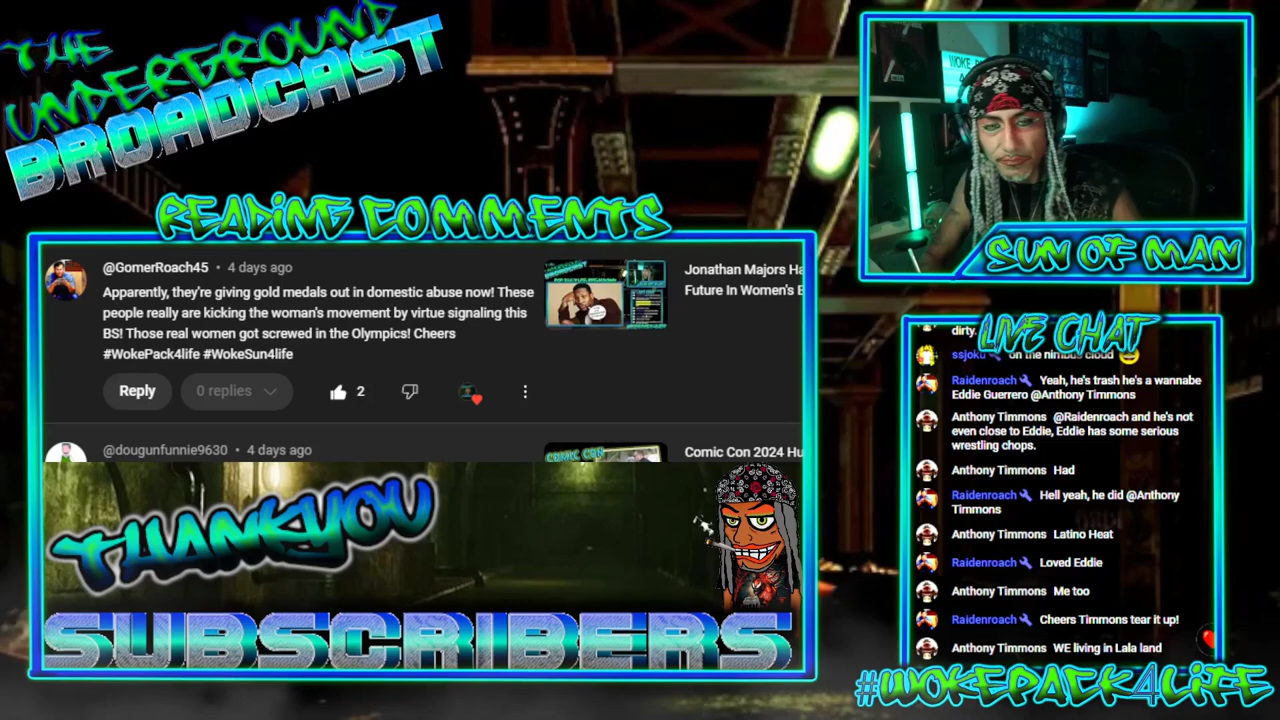 THE
UNDERGROUND
BROADCAST
READING COMMENTS
@GomerRoach45 • 4 days ago
Apparently, they're giving gold medals out in domestic abuse now! These
people really are kicking the woman's movement by virtue signaling this
BS! Those real women got screwed in the Olympics! Cheers
#WokePack4life #WokeSun4life
Reply
0 replies
2
Jonathan Majors Ha
Future In Women's
@dougunfunnie9630 • 4 days ago
COMIC CON
Comic Con 2024 Hu
THANKYOU
SUBSCRIBERS
SUN OF MAN
LIVE CHAT
dirty.
ssjoku on the nimbus cloud 😄
Raidenroach Yeah, he's trash he's a wannabe
Eddie Guerrero @Anthony Timmons
Anthony Timmons @Raidenroach and he's not
even close to Eddie, Eddie has some serious
wrestling chops.
Anthony Timmons Had
Raidenroach Hell yeah, he did @Anthony
Timmons
Anthony Timmons Latino Heat
Raidenroach Loved Eddie
Anthony Timmons Me too
Raidenroach Cheers Timmons tear it up!
Anthony Timmons WE living in Lala land
#WOKEPACK4LIFE